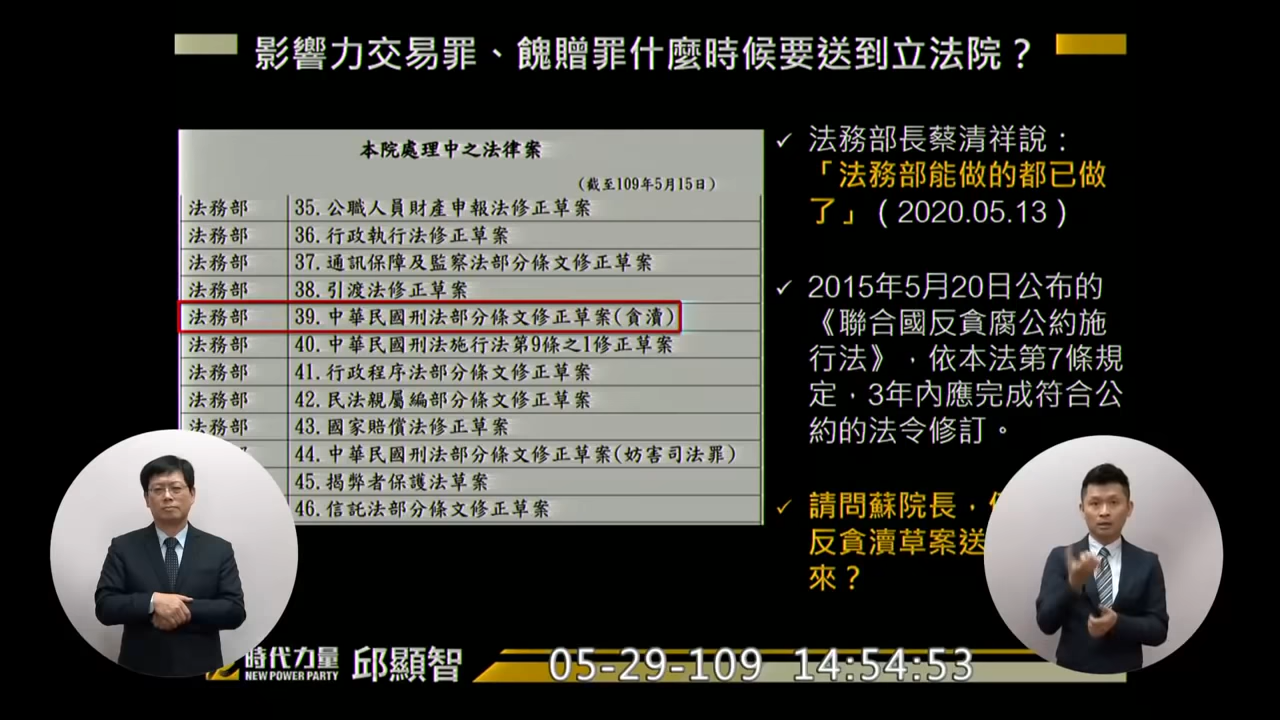 影響力交易罪、餽贈罪什麼時候要送到立法院？
本院處理中之法律案
（截至109年5月15日）
法務部 35.公職人員財產申報法修正草案
法務部 36.行政執行法修正草案
法務部 37.通訊保障及監察法部分條文修正草案
法務部 38.引渡法修正草案
法務部 39.中華民國刑法部分條文修正草案(貪瀆)
法務部 40.中華民國刑法施行法第9條之1修正草案
法務部 41.行政程序法部分條文修正草案
法務部 42.民法親屬編部分條文修正草案
法務部 43.國家賠償法修正草案
44.中華民國刑法部分條文修正草案(妨害司法罪)
45.揭弊者保護法草案
46.信託法部分條文修正草案
✓ 法務部長蔡清祥說：
「法務部能做的都已做
了」（2020.05.13）
✓ 2015年5月20日公布的
《聯合國反貪腐公約施
行法》，依本法第7條規
定，3年內應完成符合公
約的法令修訂。
✓ 請問蘇院長，
反貪瀆草案送
來？
時代力量
NEW POWER PARTY
邱顯智
05-29-109 14:54:53